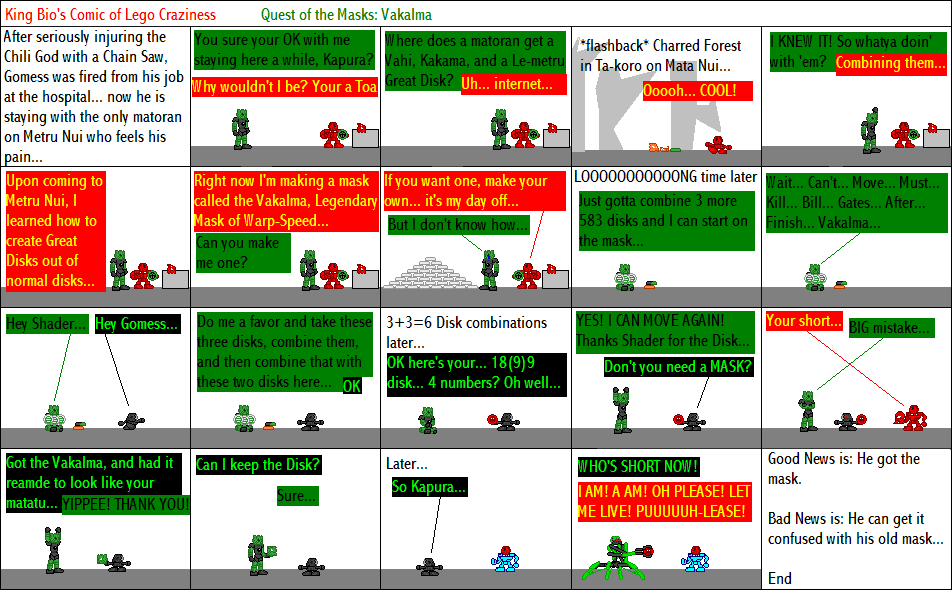 King Bio's Comic of Lego Craziness
Quest of the Masks: Vakalma
After seriously injuring the
Chili God with a Chain Saw,
Gomess was fired from his job
at the hospital... now he is
staying with the only matoran
on Metru Nui who feels his
pain...
You sure your OK with me
staying here a while, Kapura?
Why wouldn't I be? Your a Toa
Where does a matoran get a
Vahi, Kakama, and a Le-metru
Great Disk?
Uh... internet...
*flashback* Charred Forest
in Ta-koro on Mata Nui...
Ooooh... COOL!
I KNEW IT! So whatya doin'
with 'em?
Combining them...
Upon coming to
Metru Nui, I
learned how to
create Great
Disks out of
normal disks...
Right now I'm making a mask
called the Vakalma, Legendary
Mask of Warp-Speed...
Can you make
me one?
If you want one, make your
own... it's my day off...
But I don't know how...
LOOOOOOOOOOONG time later
Just gotta combine 3 more
583 disks and I can start on
the mask...
Wait... Can't... Move... Must...
Kill... Bill... Gates... After...
Finish... Vakalma...
Hey Shader...
Hey Gomess...
Do me a favor and take these
three disks, combine them,
and then combine that with
these two disks here...
OK
3+3=6 Disk combinations
later...
OK here's your... 18(9)9
disk... 4 numbers? Oh well...
YES! I CAN MOVE AGAIN!
Thanks Shader for the Disk...
Don't you need a MASK?
Your short...
BIG mistake...
Got the Vakalma, and had it
reamde to look like your
matatu...
YIPPEE! THANK YOU!
Can I keep the Disk?
Sure...
Later...
So Kapura...
WHO'S SHORT NOW!
I AM! A AM! OH PLEASE! LET
ME LIVE! PUUUUUH-LEASE!
Good News is: He got the
mask.
Bad News is: He can get it
confused with his old mask...
End